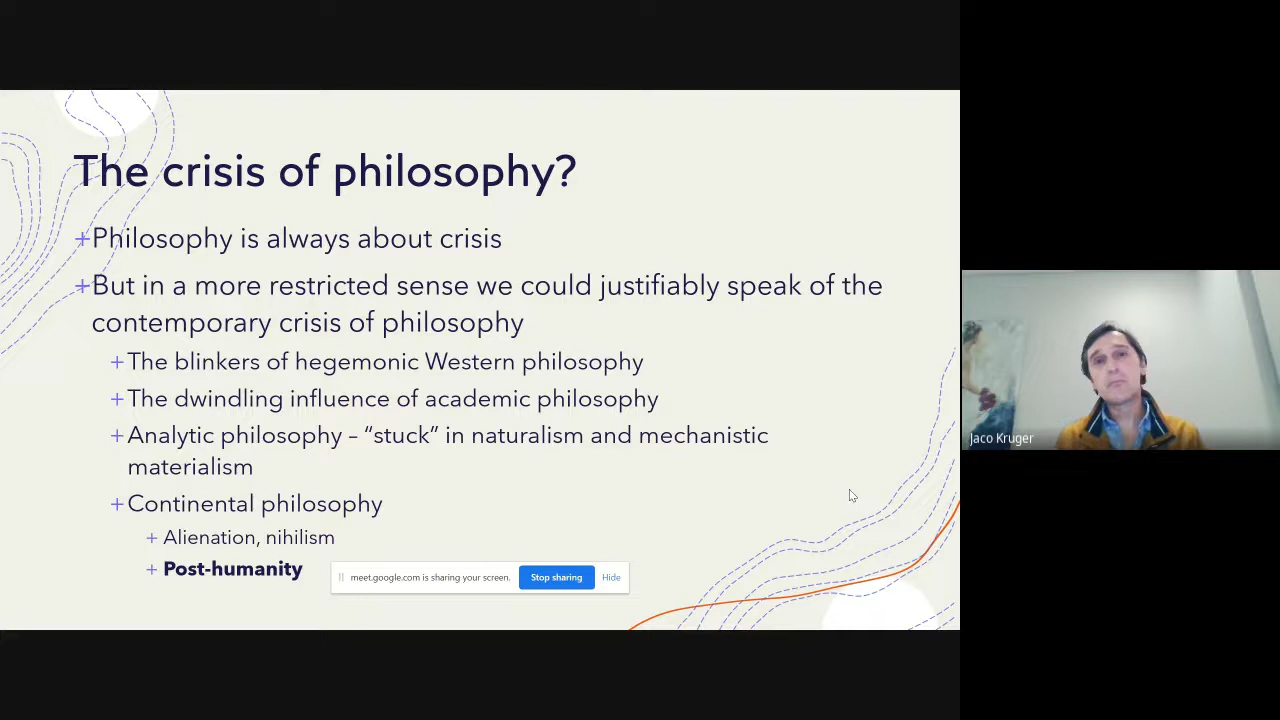 The crisis of philosophy?
+Philosophy is always about crisis
+But in a more restricted sense we could justifiably speak of the
contemporary crisis of philosophy
+The blinkers of hegemonic Western philosophy
+The dwindling influence of academic philosophy
+Analytic philosophy – “stuck” in naturalism and mechanistic
materialism
+Continental philosophy
+ Alienation, nihilism
+ Post-humanity
meet.google.com is sharing your screen. Stop sharing Hide
Jaco Kruger